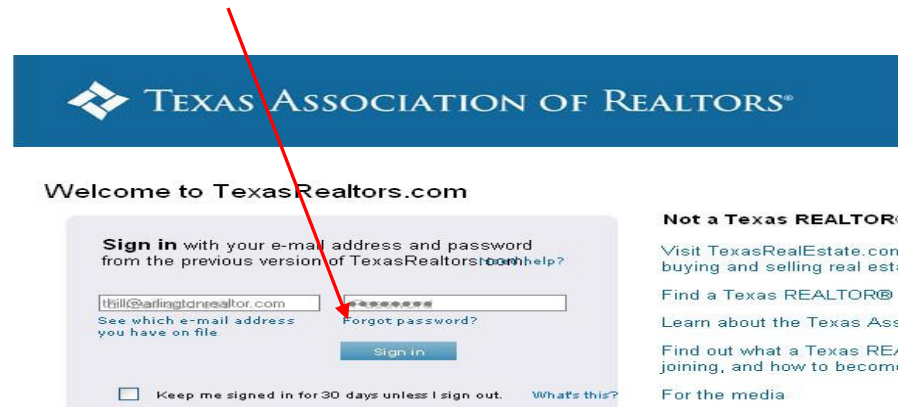 TEXAS ASSOCIATION OF REALTORS®
Welcome to TexasRealtors.com
Sign in with your e-mail address and password
from the previous version of TexasRealtors.com. Need help?
thill@arlingtonrealtor.com
See which e-mail address
you have on file
Forgot password?
Sign in
Keep me signed in for 30 days unless I sign out. What's this?
Not a Texas REALTOR®
Visit TexasRealEstate.com
buying and selling real est
Find a Texas REALTOR®
Learn about the Texas Ass
Find out what a Texas REA
joining, and how to become
For the media